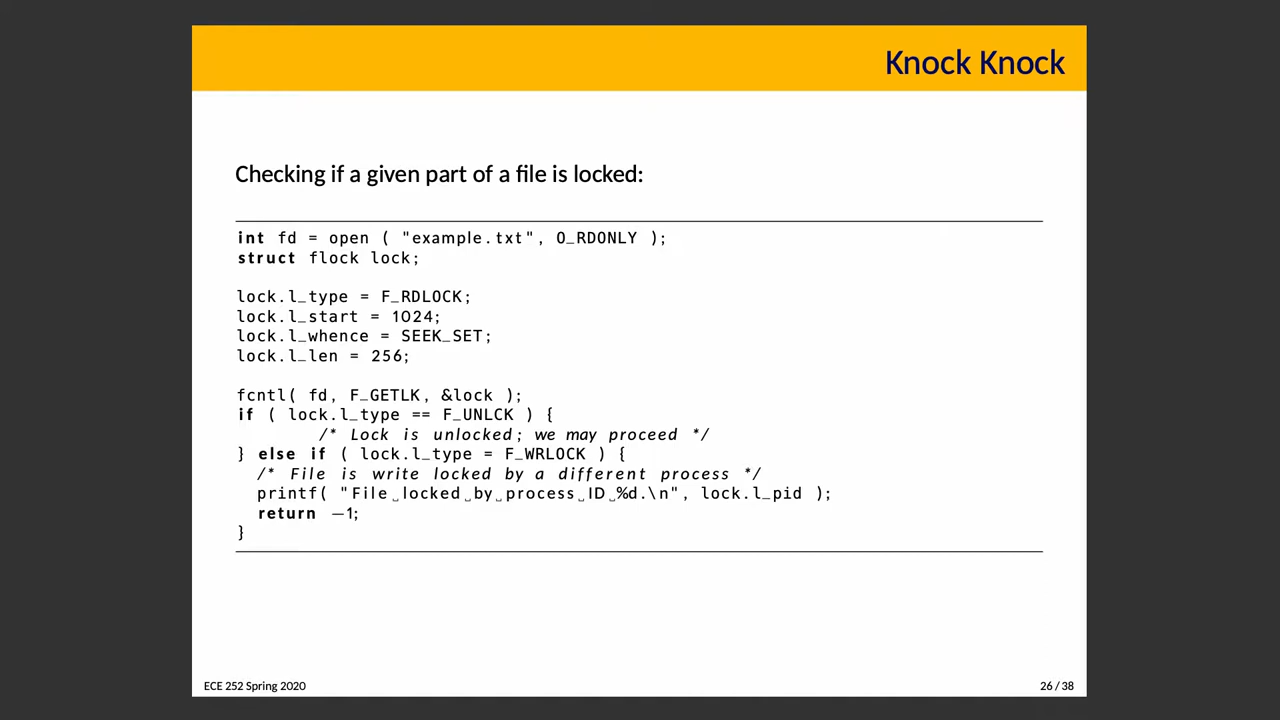 Knock Knock
Checking if a given part of a file is locked:
int fd = open ( "example.txt", O_RDONLY );
struct flock lock;
lock.l_type = F_RDLOCK;
lock.l_start = 1024;
lock.l_whence = SEEK_SET;
lock.l_len = 256;
fcntl( fd, F_GETLK, &lock );
if ( lock.l_type == F_UNLCK ) {
/* Lock is unlocked; we may proceed */
} else if ( lock.l_type = F_WRLOCK ) {
/* File is write locked by a different process */
printf( "File␣locked␣by␣process␣ID␣%d.\n", lock.l_pid );
return −1;
}
ECE 252 Spring 2020
26 / 38